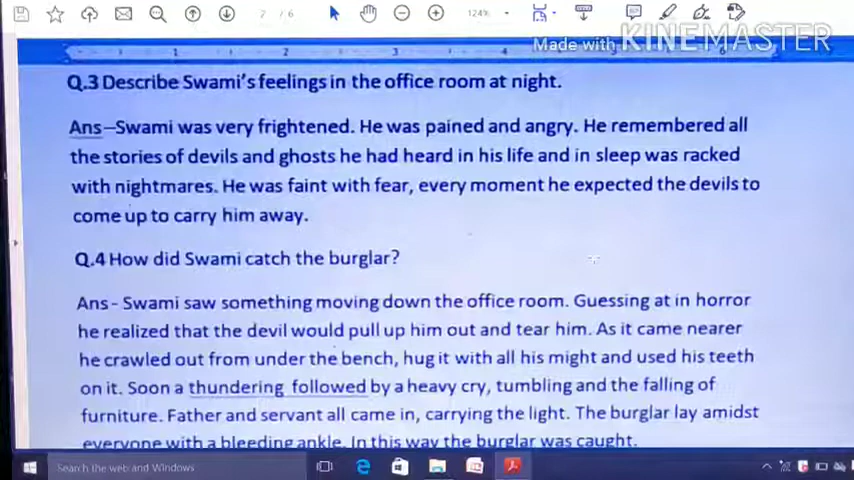 7 / 6
124%
1 2 3 4
Made with KINEMASTER
Q.3 Describe Swami's feelings in the office room at night.
Ans–Swami was very frightened. He was pained and angry. He remembered all
the stories of devils and ghosts he had heard in his life and in sleep was racked
with nightmares. He was faint with fear, every moment he expected the devils to
come up to carry him away.
Q.4 How did Swami catch the burglar?
Ans - Swami saw something moving down the office room. Guessing at in horror
he realized that the devil would pull up him out and tear him. As it came nearer
he crawled out from under the bench, hug it with all his might and used his teeth
on it. Soon a thundering followed by a heavy cry, tumbling and the falling of
furniture. Father and servant all came in, carrying the light. The burglar lay amidst
everyone with a bleeding ankle. In this way the burglar was caught.
Search the web and Windows